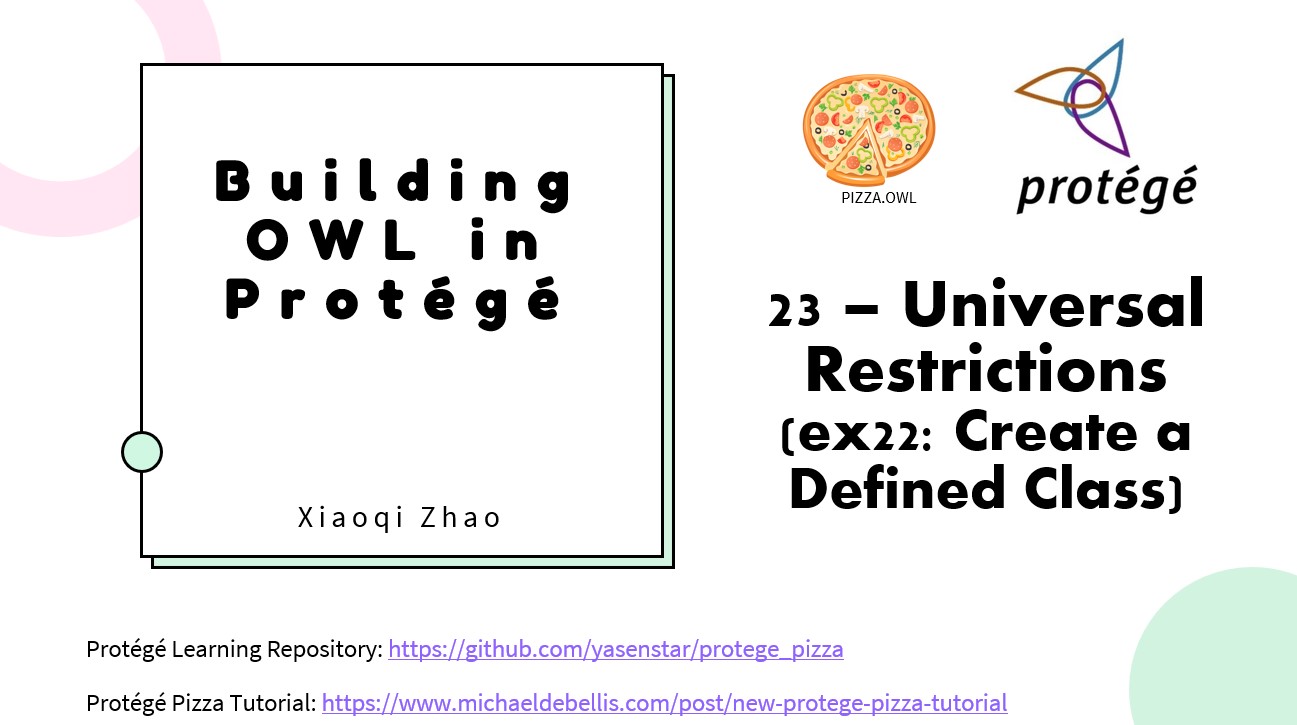 Building
OWL in
Protégé
Xiaoqi Zhao
PIZZA.OWL
protégé
23 – Universal
Restrictions
(ex22: Create a
Defined Class)
Protégé Learning Repository: https://github.com/yasenstar/protege_pizza
Protégé Pizza Tutorial: https://www.michaeldebellis.com/post/new-protege-pizza-tutorial